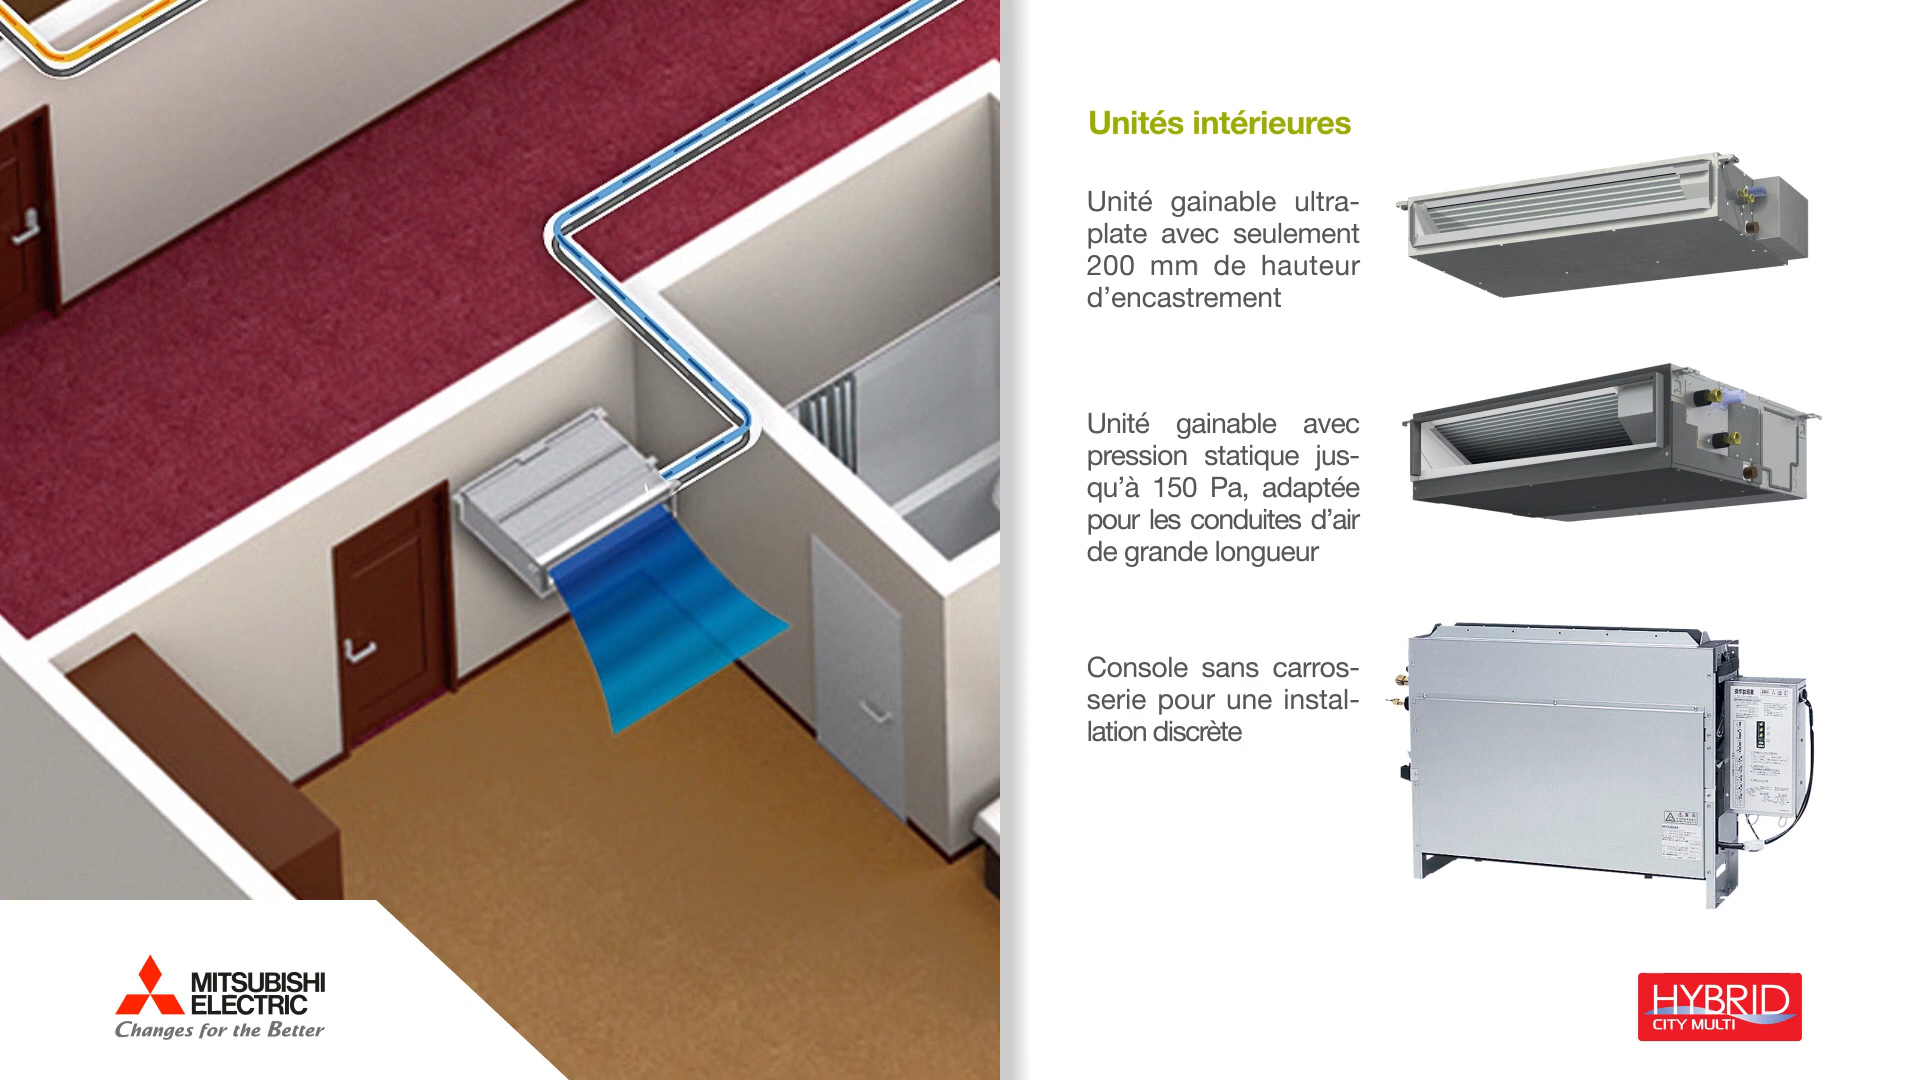 Unités intérieures
Unité gainable ultra-
plate avec seulement
200 mm de hauteur
d’encastrement
Unité gainable avec
pression statique jus-
qu’à 150 Pa, adaptée
pour les conduites d’air
de grande longueur
Console sans carros-
serie pour une instal-
lation discrète
MITSUBISHI
ELECTRIC
Changes for the Better
HYBRID
CITY MULTI